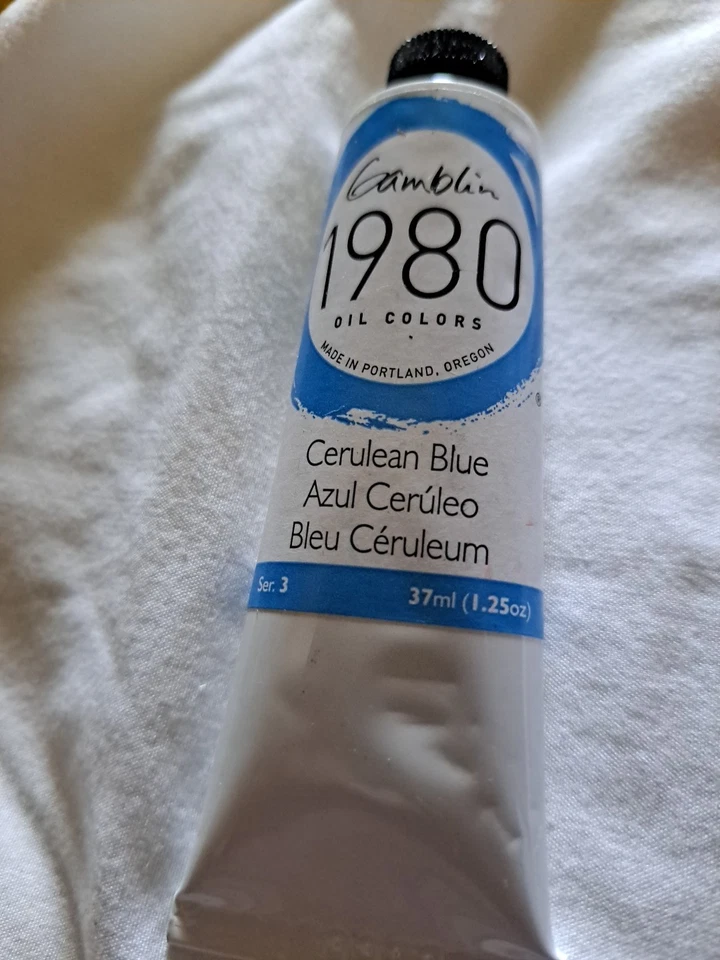 Gamblin
1980
OIL COLORS
MADE IN PORTLAND, OREGON
®
Cerulean Blue
Azul Cerúleo
Bleu Céruleum
Ser. 3
37ml (1.25oz)